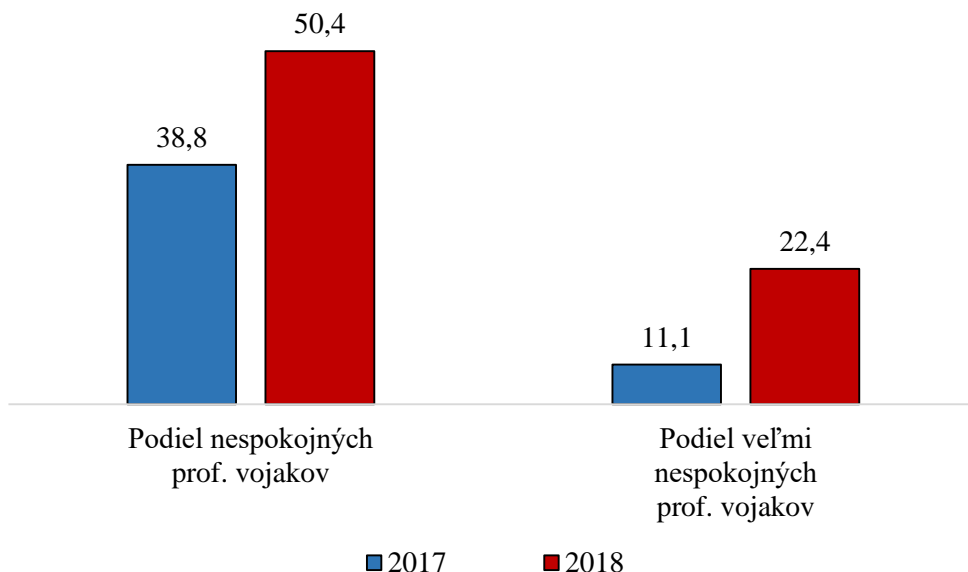 50,4
38,8
22,4
11,1
Podiel nespokojných
prof. vojakov
Podiel veľmi
nespokojných
prof. vojakov
2017
2018